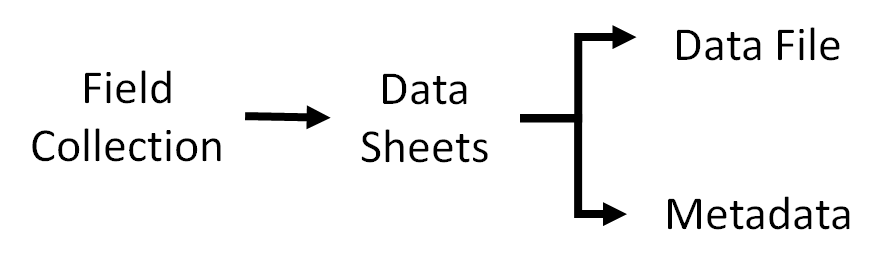 Field
Collection
Data
Sheets
Data File
Metadata